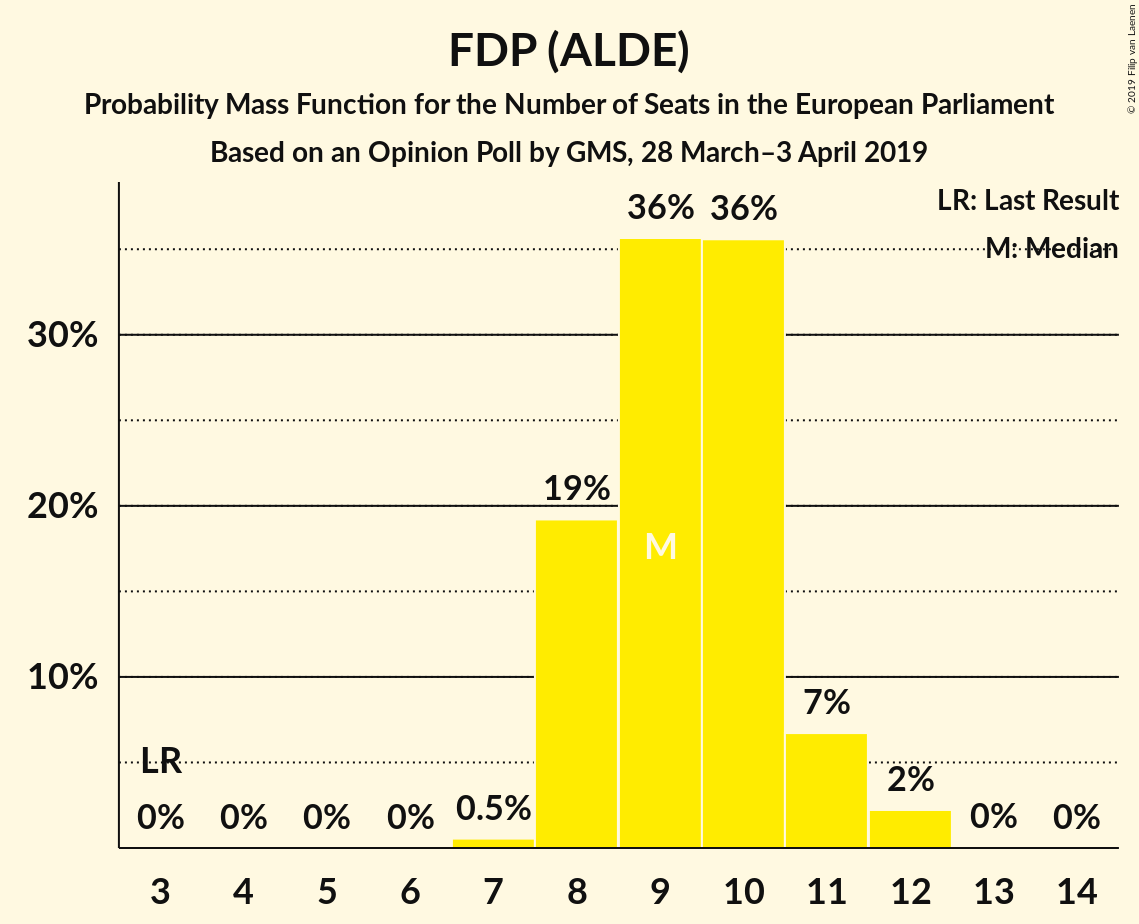 FDP (ALDE)
Probability Mass Function for the Number of Seats in the European Parliament
Based on an Opinion Poll by GMS, 28 March–3 April 2019
© 2019 Filip van Laenen
LR: Last Result
M: Median
36% 36%
30%
19%
20%
M
10%
7%
LR
2%
0% 0% 0% 0% 0.5% 0% 0%
3 4 5 6 7 8 9 10 11 12 13 14